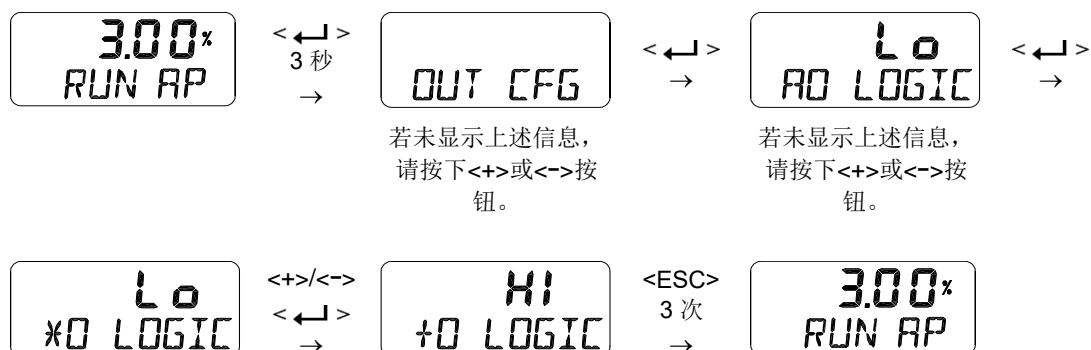 3.00%
RUN AP
<↵>
3 秒
→
OUT CFG
若未显示上述信息，
请按下<+>或<->按
钮。
<↵>
→
Lo
AO LOGIC
若未显示上述信息，
请按下<+>或<->按
钮。
<↵>
→
Lo
*O LOGIC
<+>/<->
<↵>
→
HI
+O LOGIC
<ESC>
3 次
→
3.00%
RUN AP